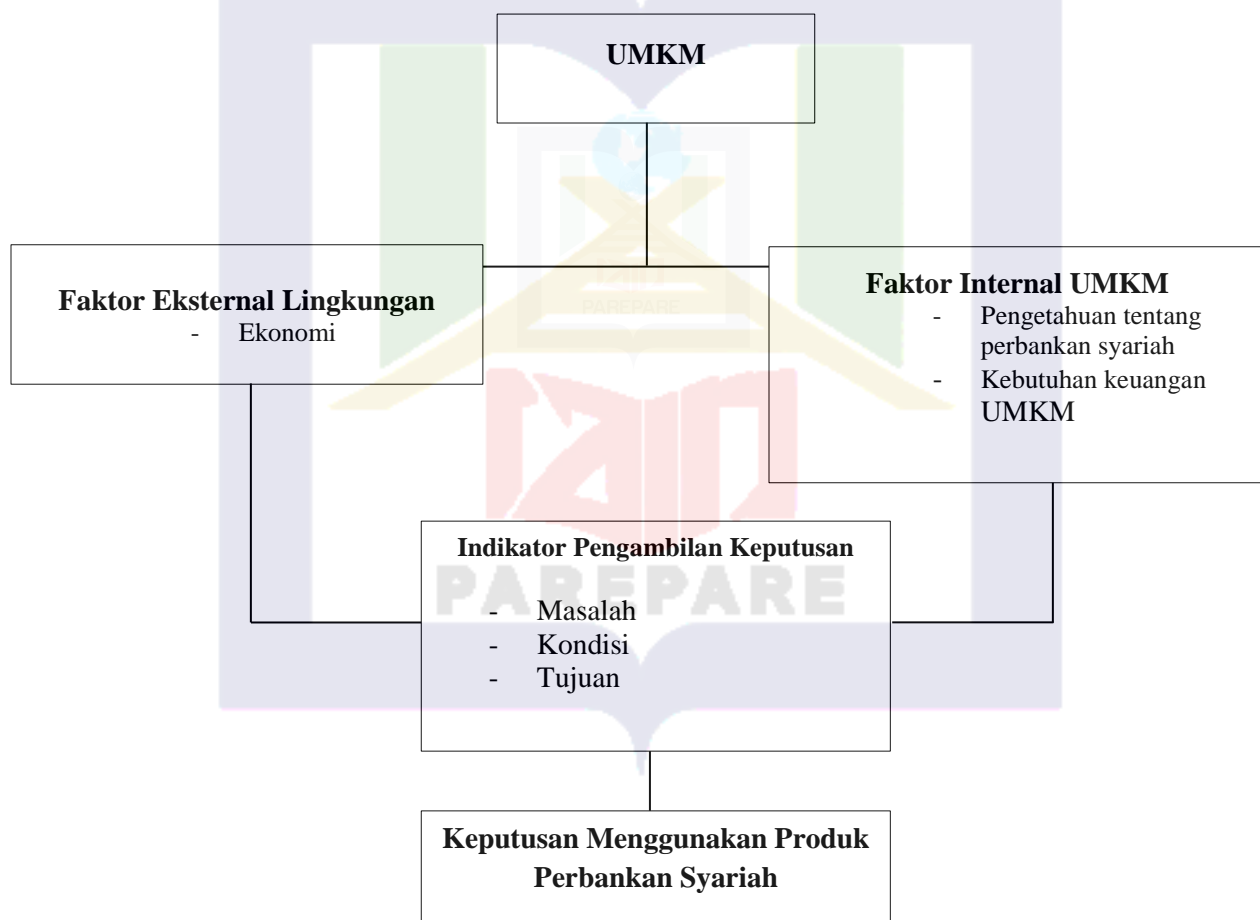 UMKM
Faktor Eksternal Lingkungan
- Ekonomi
Faktor Internal UMKM
- Pengetahuan tentang
perbankan syariah
- Kebutuhan keuangan
UMKM
PAREPARE
Indikator Pengambilan Keputusan
PAREPARE
- Masalah
- Kondisi
- Tujuan
Keputusan Menggunakan Produk
Perbankan Syariah